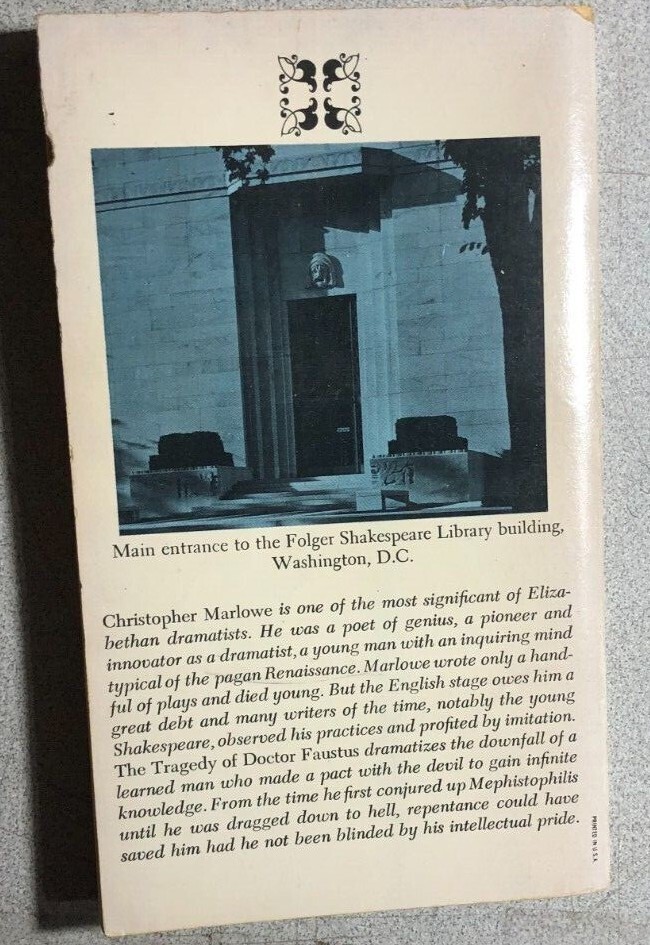 Main entrance to the Folger Shakespeare Library building,
Washington, D.C.
Christopher Marlowe is one of the most significant of Eliza-
bethan dramatists. He was a poet of genius, a pioneer and
innovator as a dramatist, a young man with an inquiring mind
typical of the pagan Renaissance. Marlowe wrote only a hand-
ful of plays and died young. But the English stage owes him a
great debt and many writers of the time, notably the young
Shakespeare, observed his practices and profited by imitation.
The Tragedy of Doctor Faustus dramatizes the downfall of a
learned man who made a pact with the devil to gain infinite
knowledge. From the time he first conjured up Mephistophilis
until he was dragged down to hell, repentance could have
saved him had he not been blinded by his intellectual pride.
PRINTED IN U.S.A.